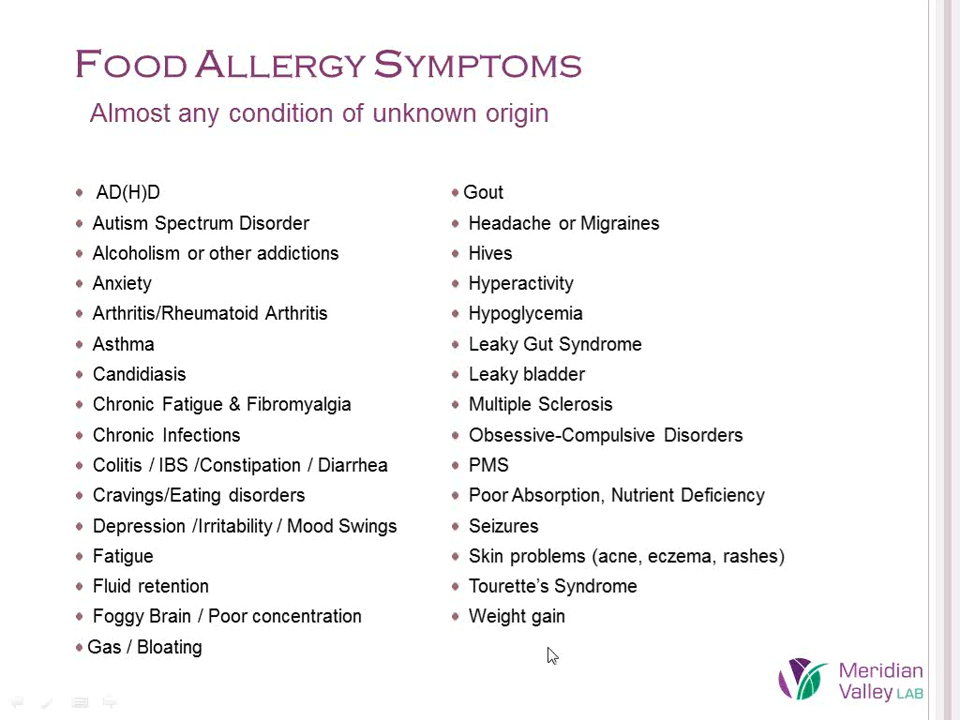 FOOD ALLERGY SYMPTOMS
Almost any condition of unknown origin
AD(H)D
Autism Spectrum Disorder
Alcoholism or other addictions
Anxiety
Arthritis/Rheumatoid Arthritis
Asthma
Candidiasis
Chronic Fatigue & Fibromyalgia
Chronic Infections
Colitis / IBS /Constipation / Diarrhea
Cravings/Eating disorders
Depression /Irritability / Mood Swings
Fatigue
Fluid retention
Foggy Brain / Poor concentration
Gas / Bloating
Gout
Headache or Migraines
Hives
Hyperactivity
Hypoglycemia
Leaky Gut Syndrome
Leaky bladder
Multiple Sclerosis
Obsessive-Compulsive Disorders
PMS
Poor Absorption, Nutrient Deficiency
Seizures
Skin problems (acne, eczema, rashes)
Tourette's Syndrome
Weight gain
Meridian
Valley LAB